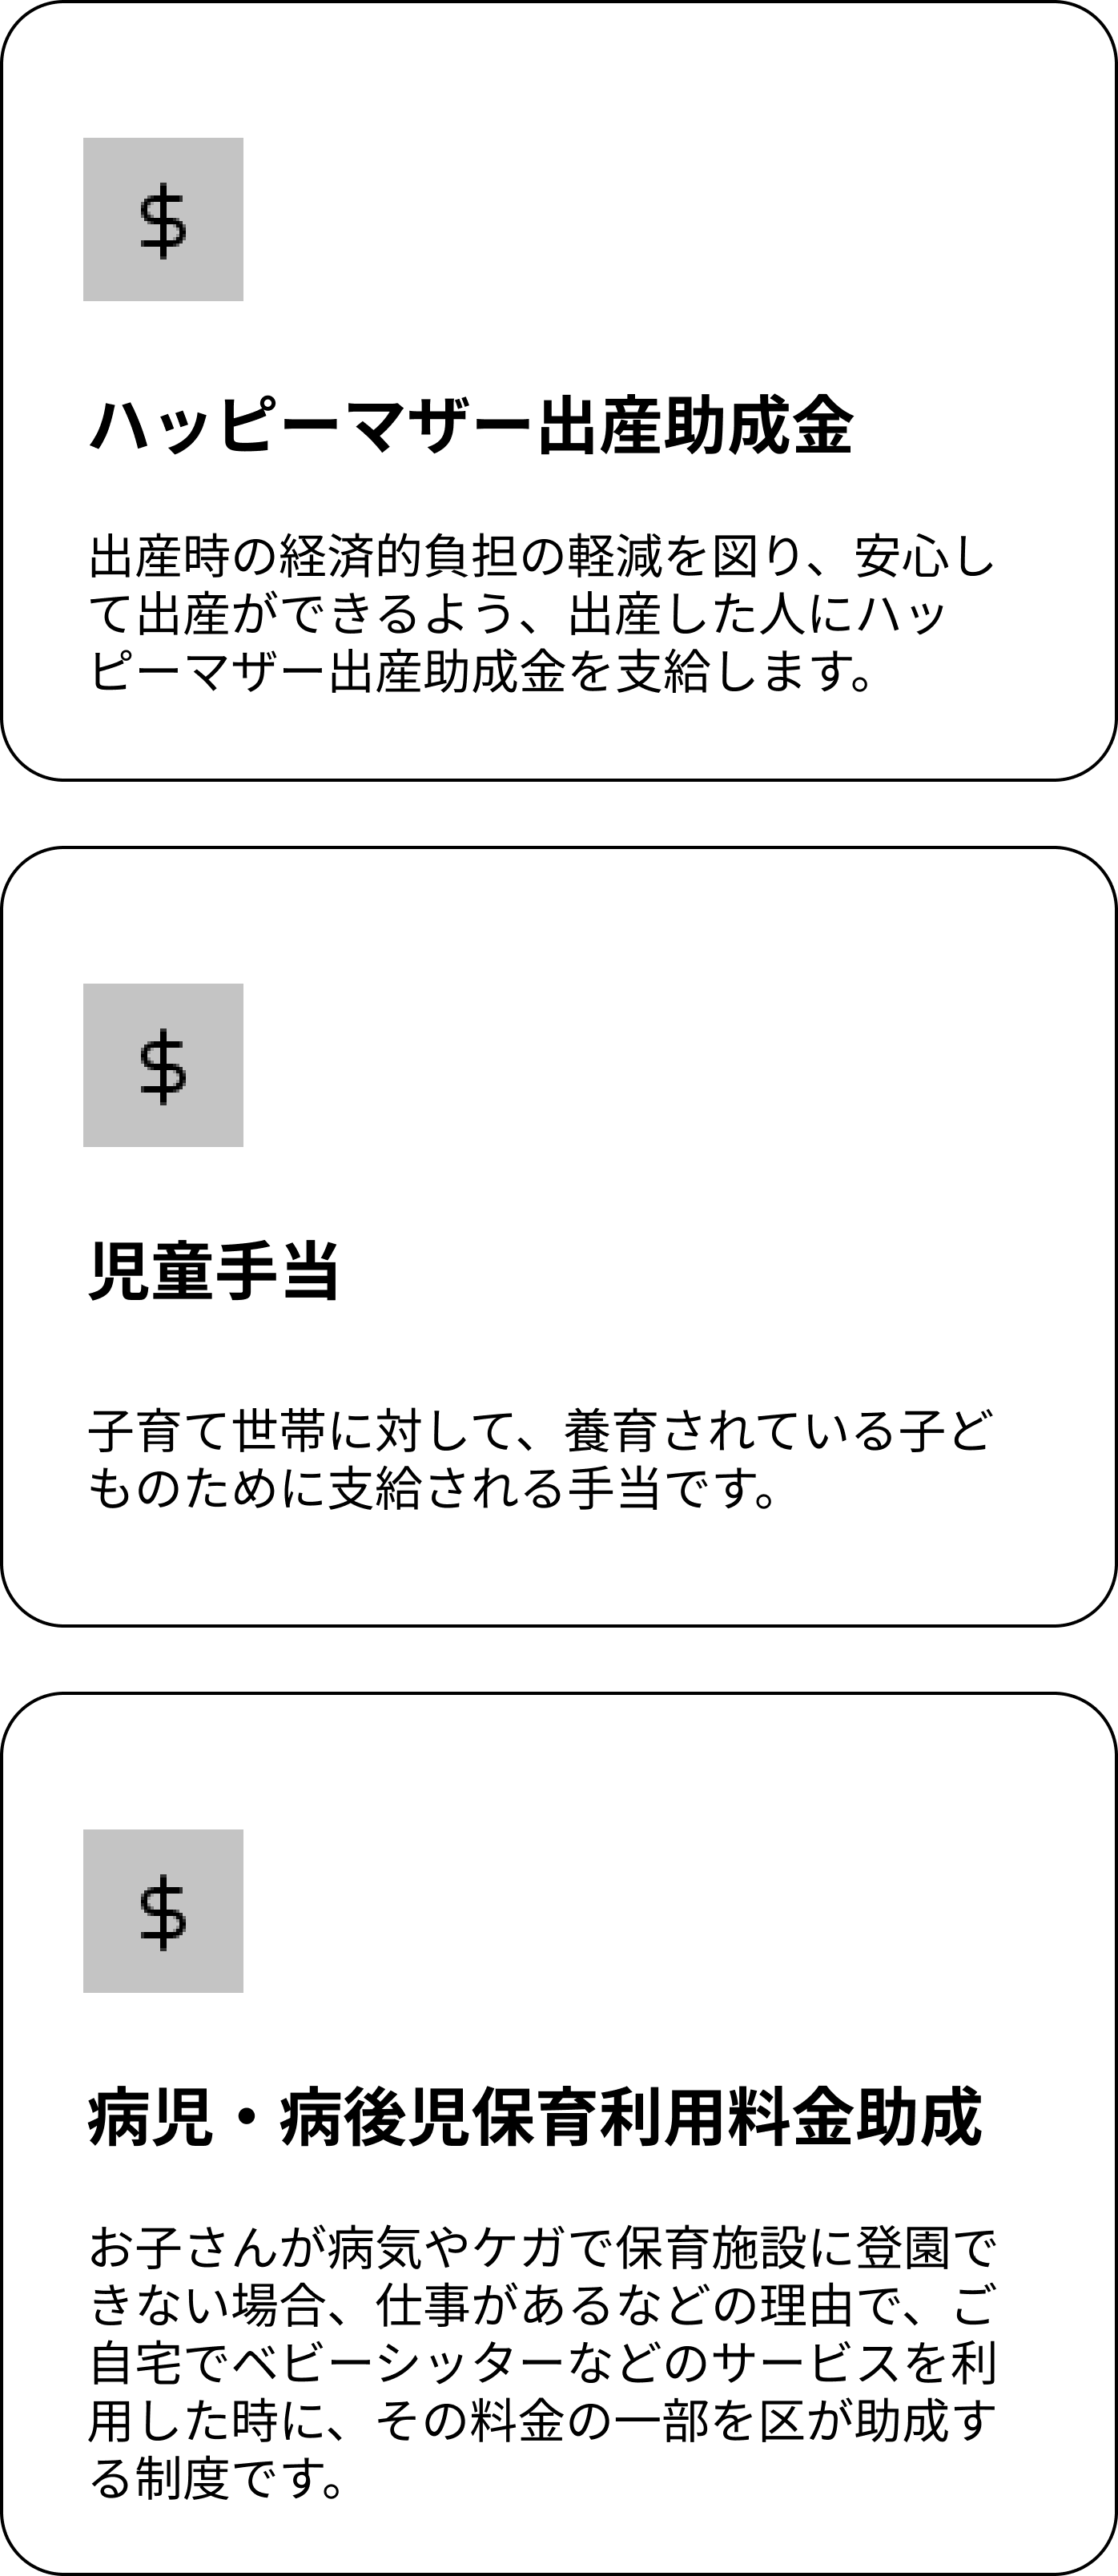 $
ハッピーマザー出産助成金
出産時の経済的負担の軽減を図り、安心し
て出産ができるよう、出産した人にハッ
ピーマザー出産助成金を支給します。
$
児童手当
子育て世帯に対して、養育されている子ど
ものために支給される手当です。
$
病児・病後児保育利用料金助成
お子さんが病気やケガで保育施設に登園で
きない場合、仕事があるなどの理由で、ご
自宅でベビーシッターなどのサービスを利
用した時に、その料金の一部を区が助成す
る制度です。